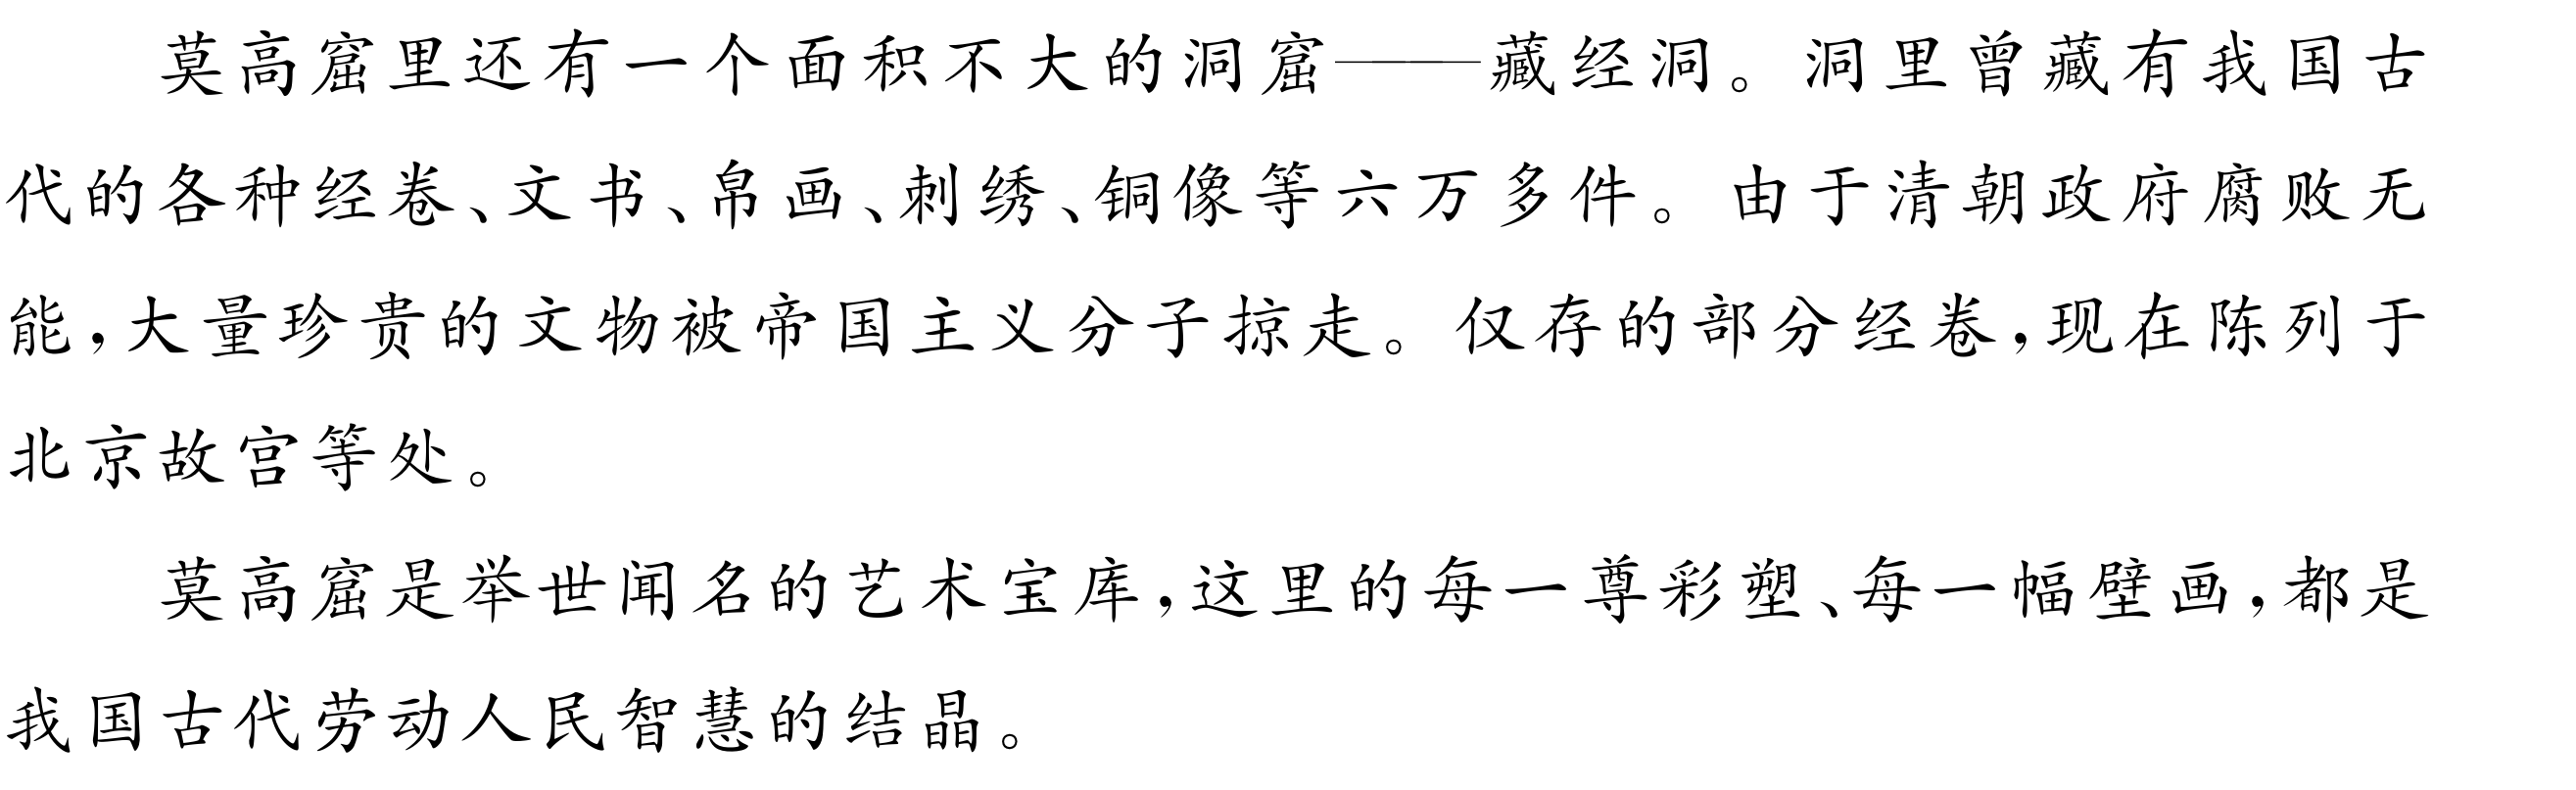 莫高窟里还有一个面积不大的洞窟——藏经洞。洞里曾藏有我国古
代的各种经卷、文书、帛画、刺绣、铜像等六万多件。由于清朝政府腐败无
能,大量珍贵的文物被帝国主义分子掠走。仅存的部分经卷,现在陈列于
北京故宫等处。
莫高窟是举世闻名的艺术宝库,这里的每一尊彩塑、每一幅壁画,都是
我国古代劳动人民智慧的结晶。